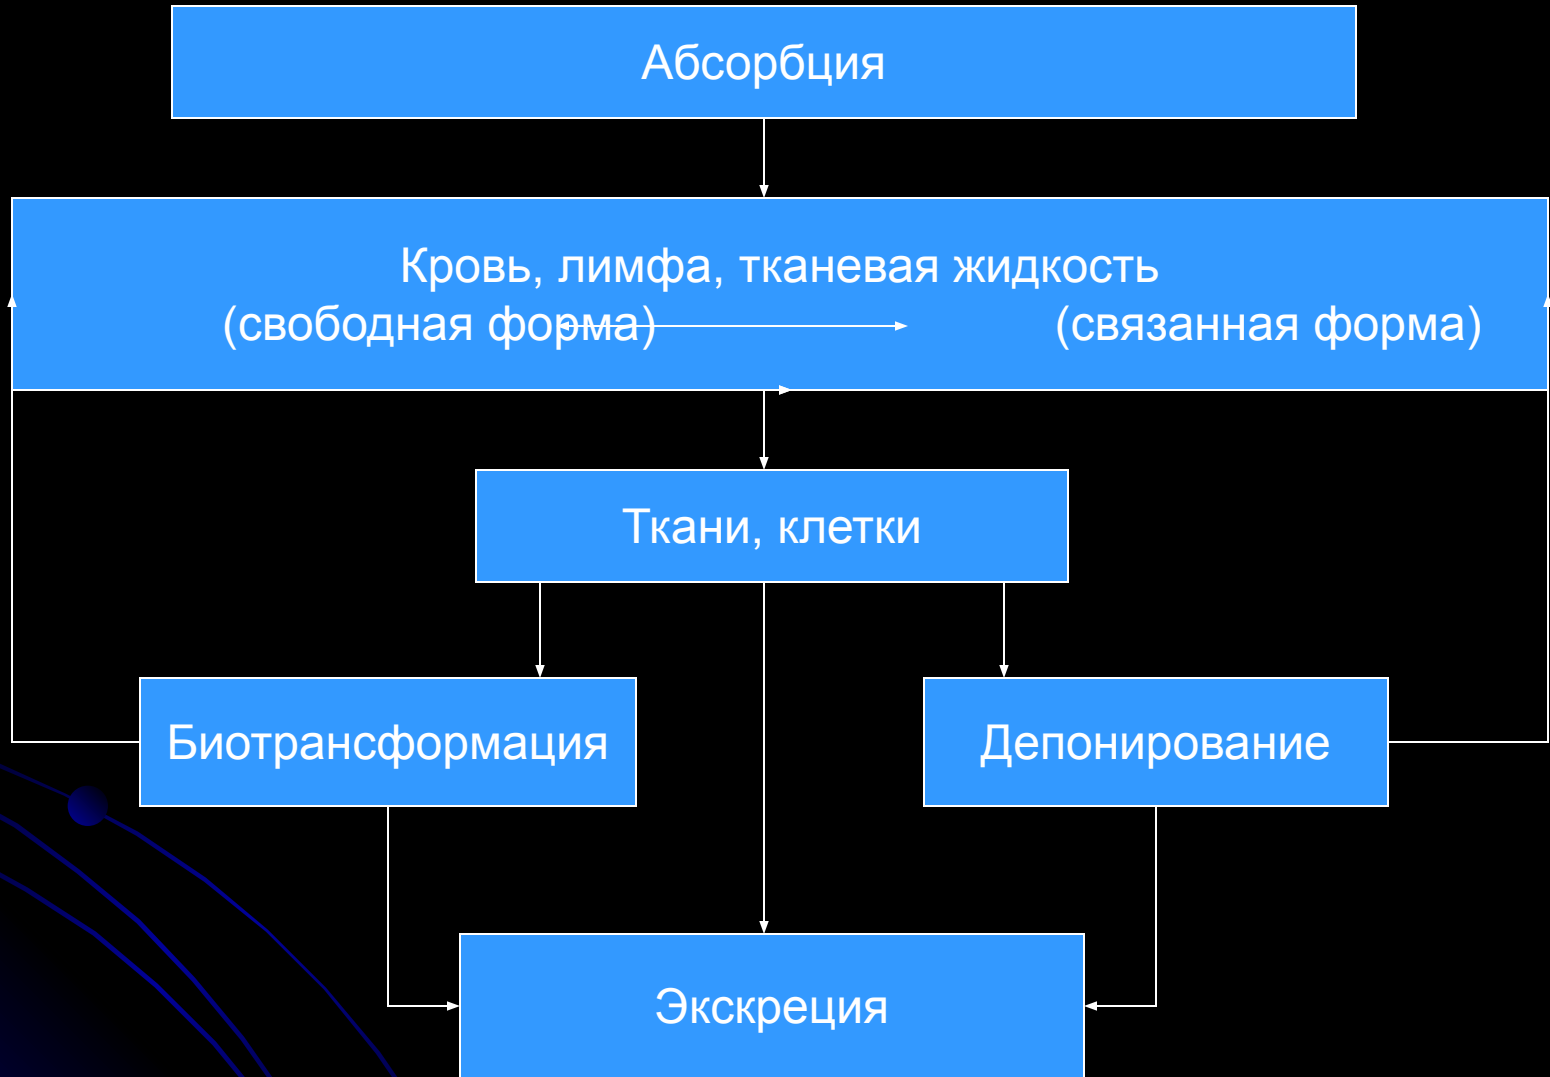 Абсорбция
Кровь, лимфа, тканевая жидкость
(свободная форма) (связанная форма)
Ткани, клетки
Биотрансформация
Депонирование
Экскреция